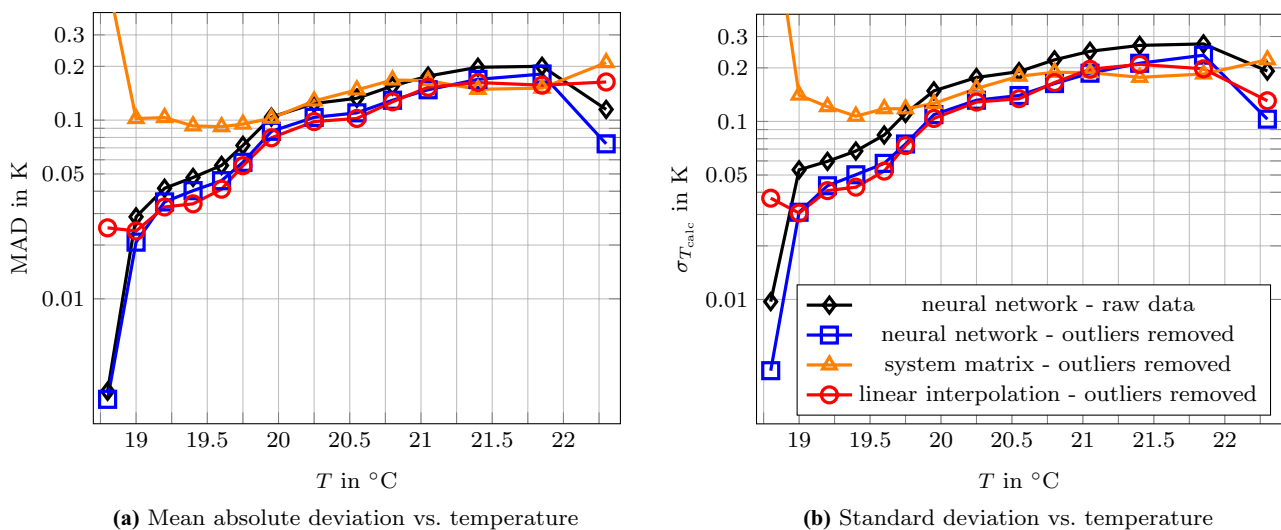 0.3
0.2
0.1
0.05
0.01
MAD in K
19 19.5 20 20.5 21 21.5 22
T in °C
(a) Mean absolute deviation vs. temperature
0.3
0.2
0.1
0.05
0.01
σT_calc in K
neural network - raw data
neural network - outliers removed
system matrix - outliers removed
linear interpolation - outliers removed
19 19.5 20 20.5 21 21.5 22
T in °C
(b) Standard deviation vs. temperature